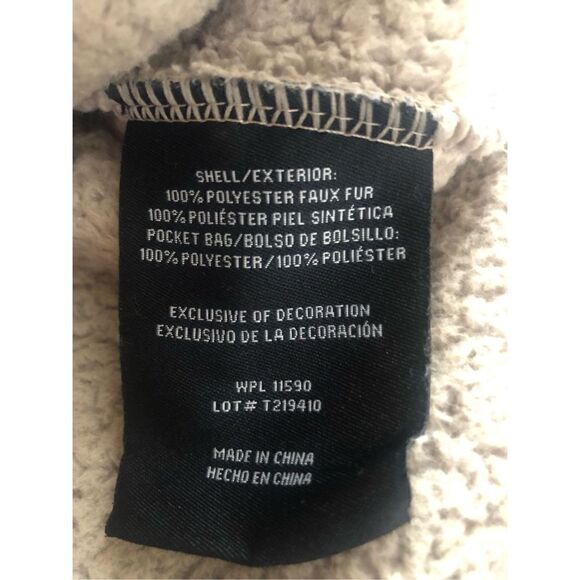 SHELL/EXTERIOR:
100% POLYESTER FAUX FUR
100% POLIÉSTER PIEL SINTÉTICA
POCKET BAG/BOLSO DE BOLSILLO:
100% POLYESTER/100% POLIÉSTER
EXCLUSIVE OF DECORATION
EXCLUSIVO DE LA DECORACIÓN
WPL 11590
LOT# T219410
MADE IN CHINA
HECHO EN CHINA